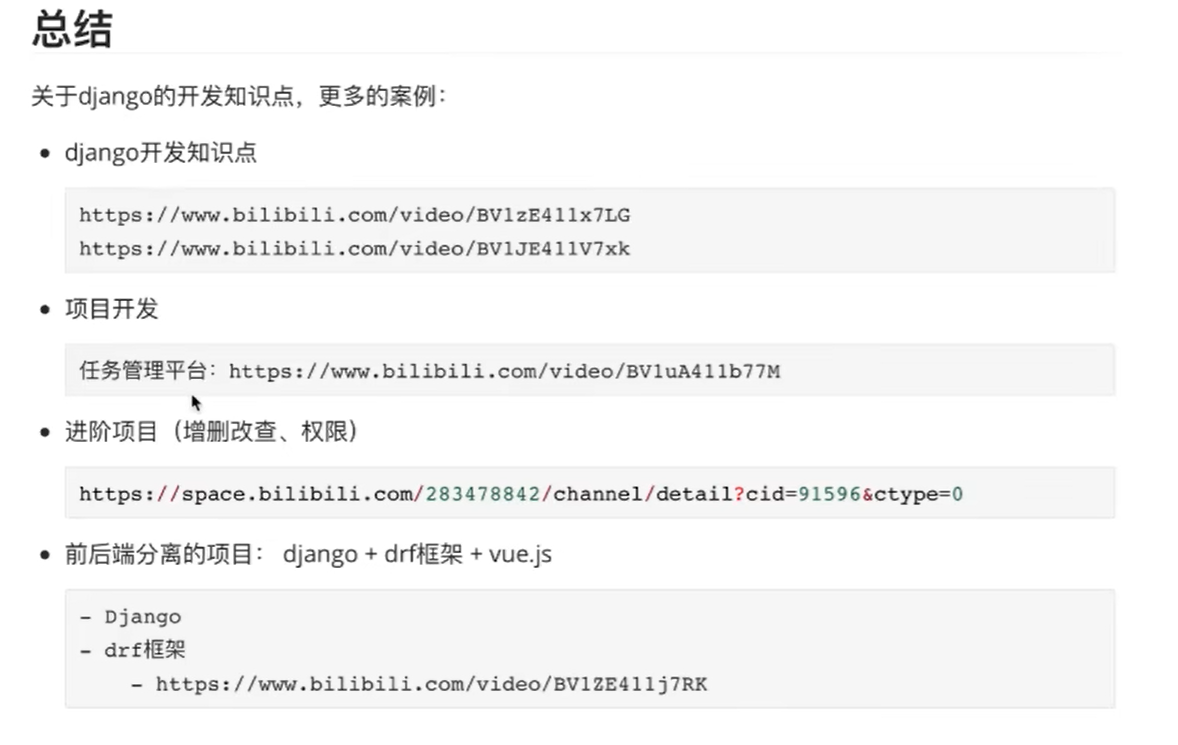 总结
关于django的开发知识点，更多的案例：
django开发知识点
https://www.bilibili.com/video/BV1zE411x7LG
https://www.bilibili.com/video/BV1JE411V7xk
项目开发
任务管理平台：https://www.bilibili.com/video/BV1uA411b77M
进阶项目（增删改查、权限）
https://space.bilibili.com/283478842/channel/detail?cid=91596&ctype=0
前后端分离的项目： django + drf框架 + vue.js
- Django
- drf框架
- https://www.bilibili.com/video/BV1ZE411j7RK